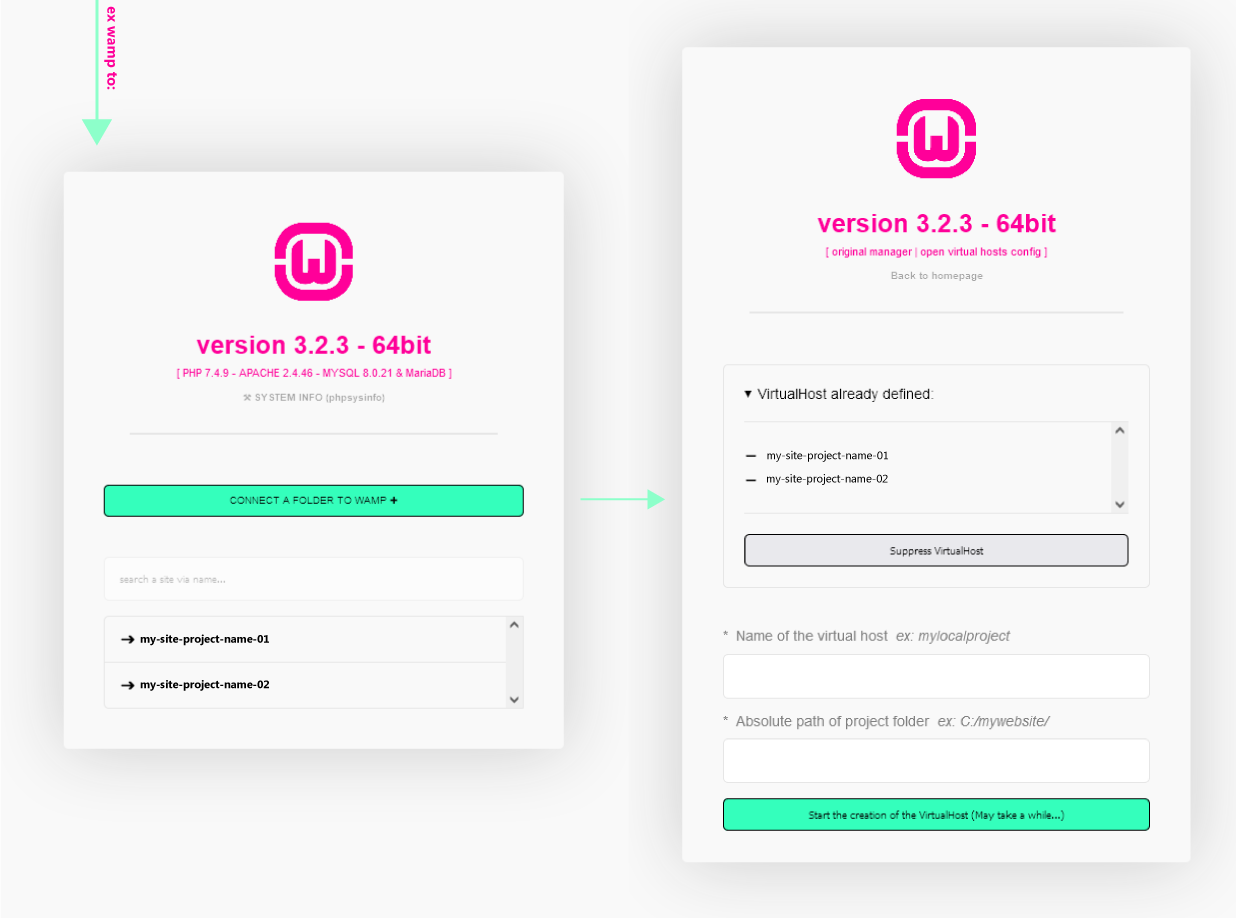 ex wamp to:
version 3.2.3 - 64bit
[ PHP 7.4.9 - APACHE 2.4.46 - MYSQL 8.0.21 & MariaDB ]
⚒ SYSTEM INFO (phpsysinfo)
CONNECT A FOLDER TO WAMP ✚
search a site via name...
➔ my-site-project-name-01
➔ my-site-project-name-02
version 3.2.3 - 64bit
[ original manager | open virtual hosts config ]
Back to homepage
▼ VirtualHost already defined:
– my-site-project-name-01
– my-site-project-name-02
Suppress VirtualHost
* Name of the virtual host ex: mylocalproject
* Absolute path of project folder ex: C:/mywebsite/
Start the creation of the VirtualHost (May take a while...)